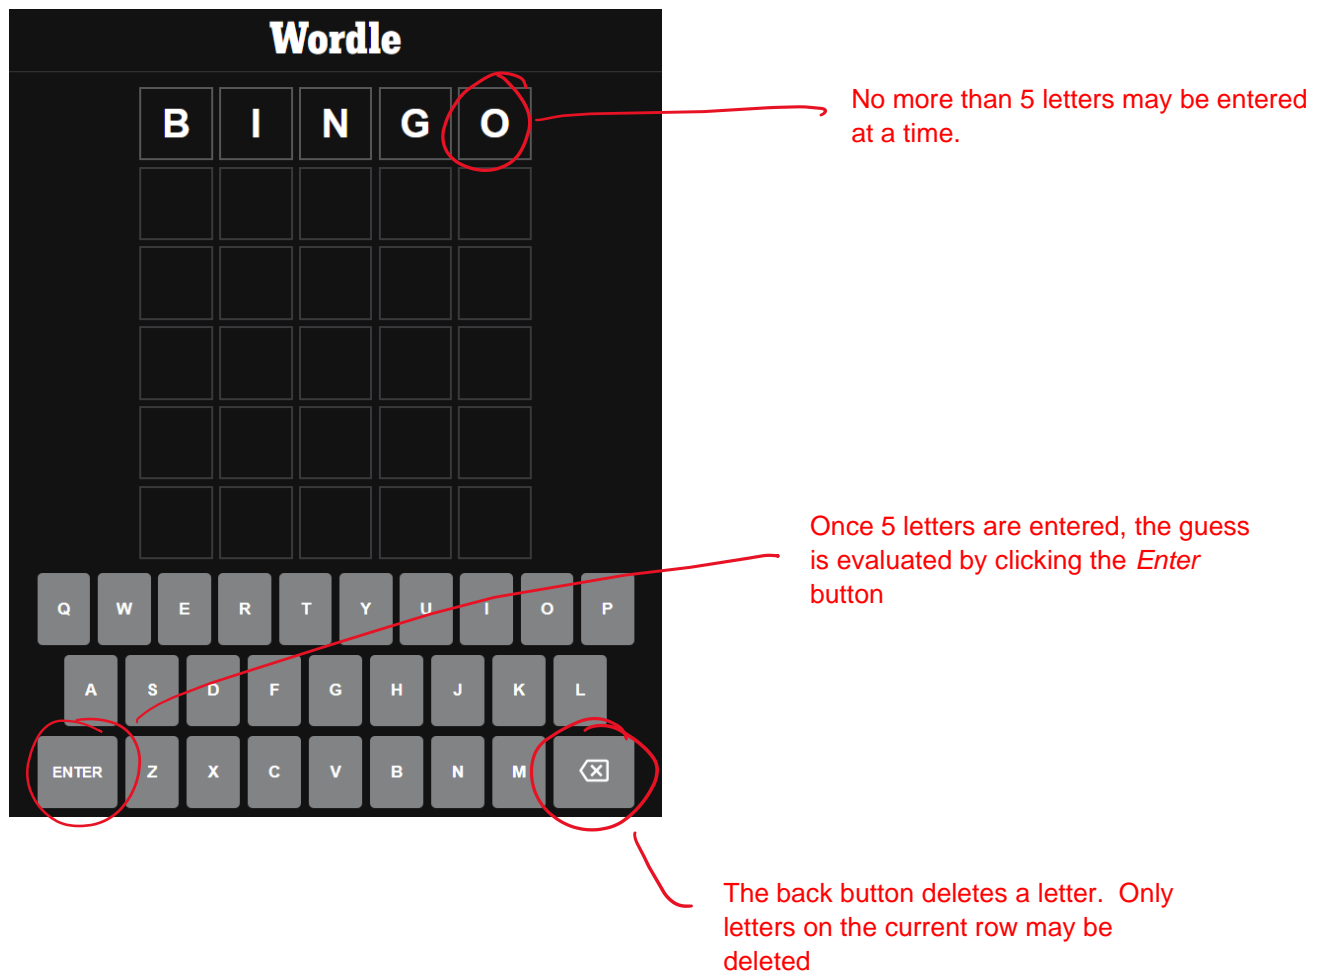 Wordle
B I N G O
No more than 5 letters may be entered
at a time.
Once 5 letters are entered, the guess
is evaluated by clicking the Enter
button
Q W E R T Y U I O P
A S D F G H J K L
ENTER Z X C V B N M
The back button deletes a letter.  Only
letters on the current row may be
deleted